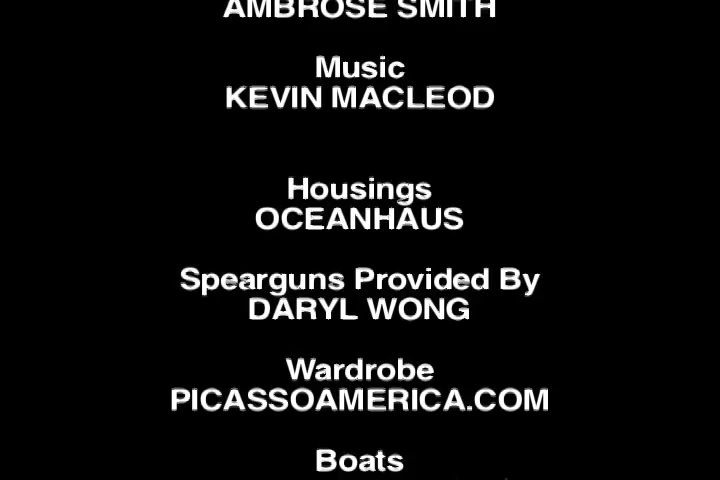 AMBROSE SMITH
Music
KEVIN MACLEOD
Housings
OCEANHAUS
Spearguns Provided By
DARYL WONG
Wardrobe
PICASSOAMERICA.COM
Boats